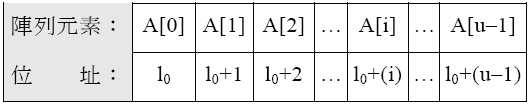 陣列元素： A[0] A[1] A[2] … A[i] … A[u–1]
位址： l₀ l₀+1 l₀+2 … l₀+(i) … l₀+(u–1)